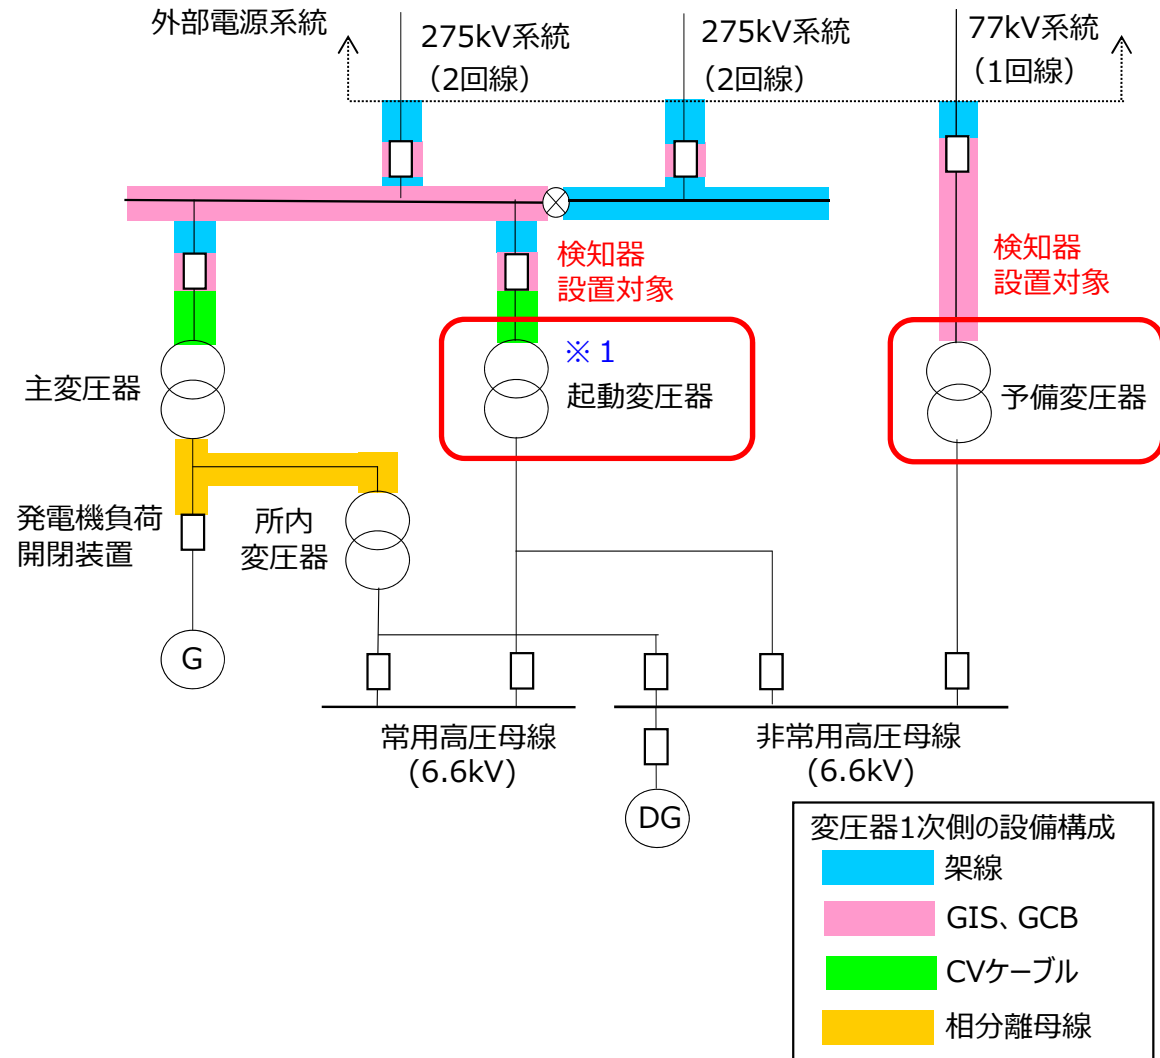 外部電源系統
275kV系統
（2回線）
275kV系統
（2回線）
77kV系統
（1回線）
検知器
設置対象
検知器
設置対象
※１
起動変圧器
主変圧器
予備変圧器
発電機負荷
開閉装置
所内
変圧器
G
常用高圧母線
(6.6kV)
非常用高圧母線
(6.6kV)
DG
変圧器1次側の設備構成
架線
GIS、GCB
CVケーブル
相分離母線